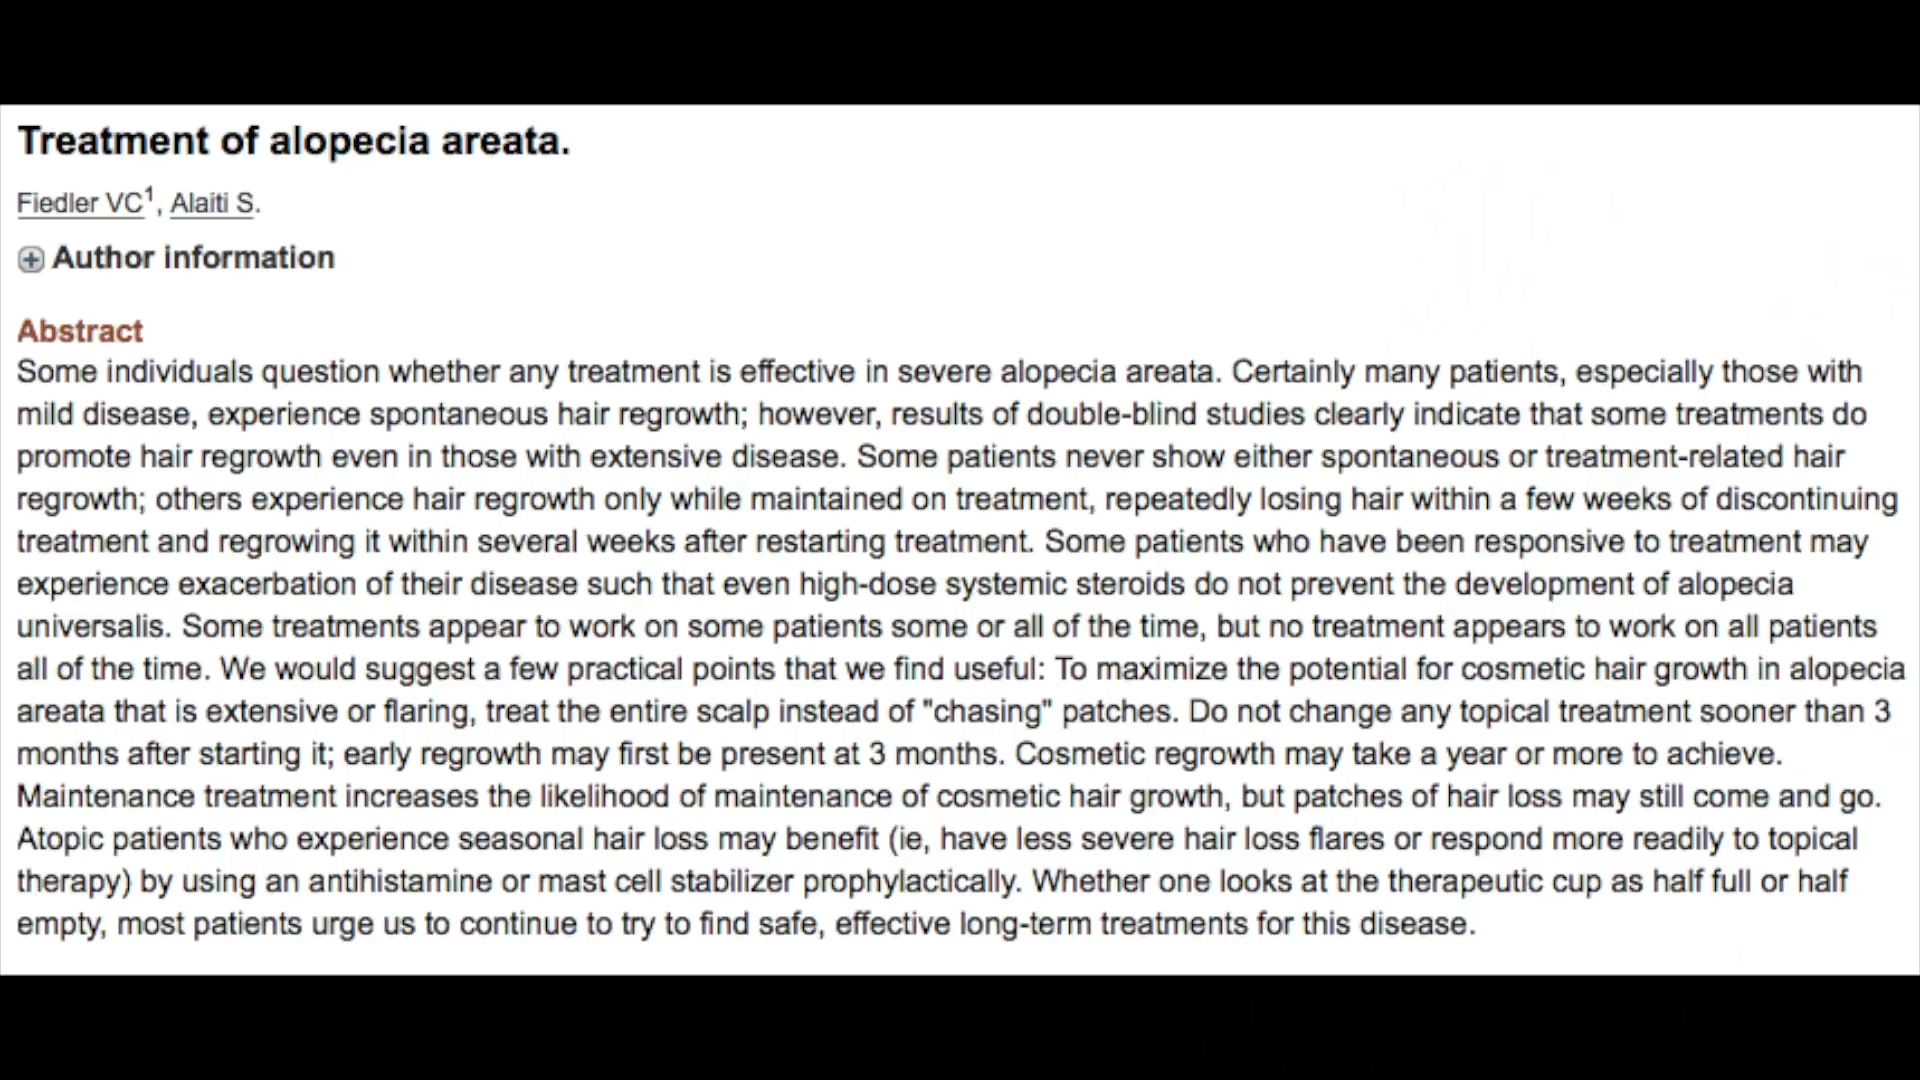 Treatment of alopecia areata.
Fiedler VC1, Alaiti S.
Author information
Abstract
Some individuals question whether any treatment is effective in severe alopecia areata. Certainly many patients, especially those with
mild disease, experience spontaneous hair regrowth; however, results of double-blind studies clearly indicate that some treatments do
promote hair regrowth even in those with extensive disease. Some patients never show either spontaneous or treatment-related hair
regrowth; others experience hair regrowth only while maintained on treatment, repeatedly losing hair within a few weeks of discontinuing
treatment and regrowing it within several weeks after restarting treatment. Some patients who have been responsive to treatment may
experience exacerbation of their disease such that even high-dose systemic steroids do not prevent the development of alopecia
universalis. Some treatments appear to work on some patients some or all of the time, but no treatment appears to work on all patients
all of the time. We would suggest a few practical points that we find useful: To maximize the potential for cosmetic hair growth in alopecia
areata that is extensive or flaring, treat the entire scalp instead of "chasing" patches. Do not change any topical treatment sooner than 3
months after starting it; early regrowth may first be present at 3 months. Cosmetic regrowth may take a year or more to achieve.
Maintenance treatment increases the likelihood of maintenance of cosmetic hair growth, but patches of hair loss may still come and go.
Atopic patients who experience seasonal hair loss may benefit (ie, have less severe hair loss flares or respond more readily to topical
therapy) by using an antihistamine or mast cell stabilizer prophylactically. Whether one looks at the therapeutic cup as half full or half
empty, most patients urge us to continue to try to find safe, effective long-term treatments for this disease.